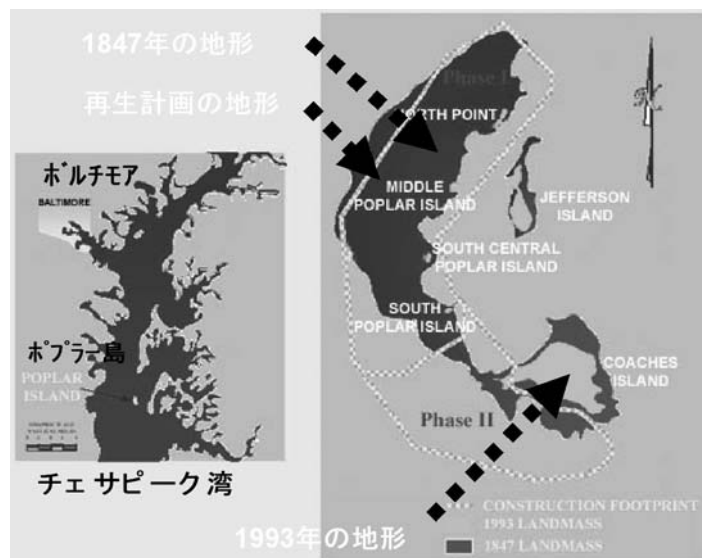 1847年の地形
再生計画の地形
ボルチモア
BALTIMORE
ポプラー島
POPLAR
ISLAND
チェサピーク湾
Phase I
NORTH POINT
MIDDLE
POPLAR ISLAND
JEFFERSON
ISLAND
SOUTH CENTRAL
POPLAR ISLAND
SOUTH
POPLAR ISLAND
COACHES
ISLAND
Phase II
1993年の地形
CONSTRUCTION FOOTPRINT
1993 LANDMASS
1847 LANDMASS